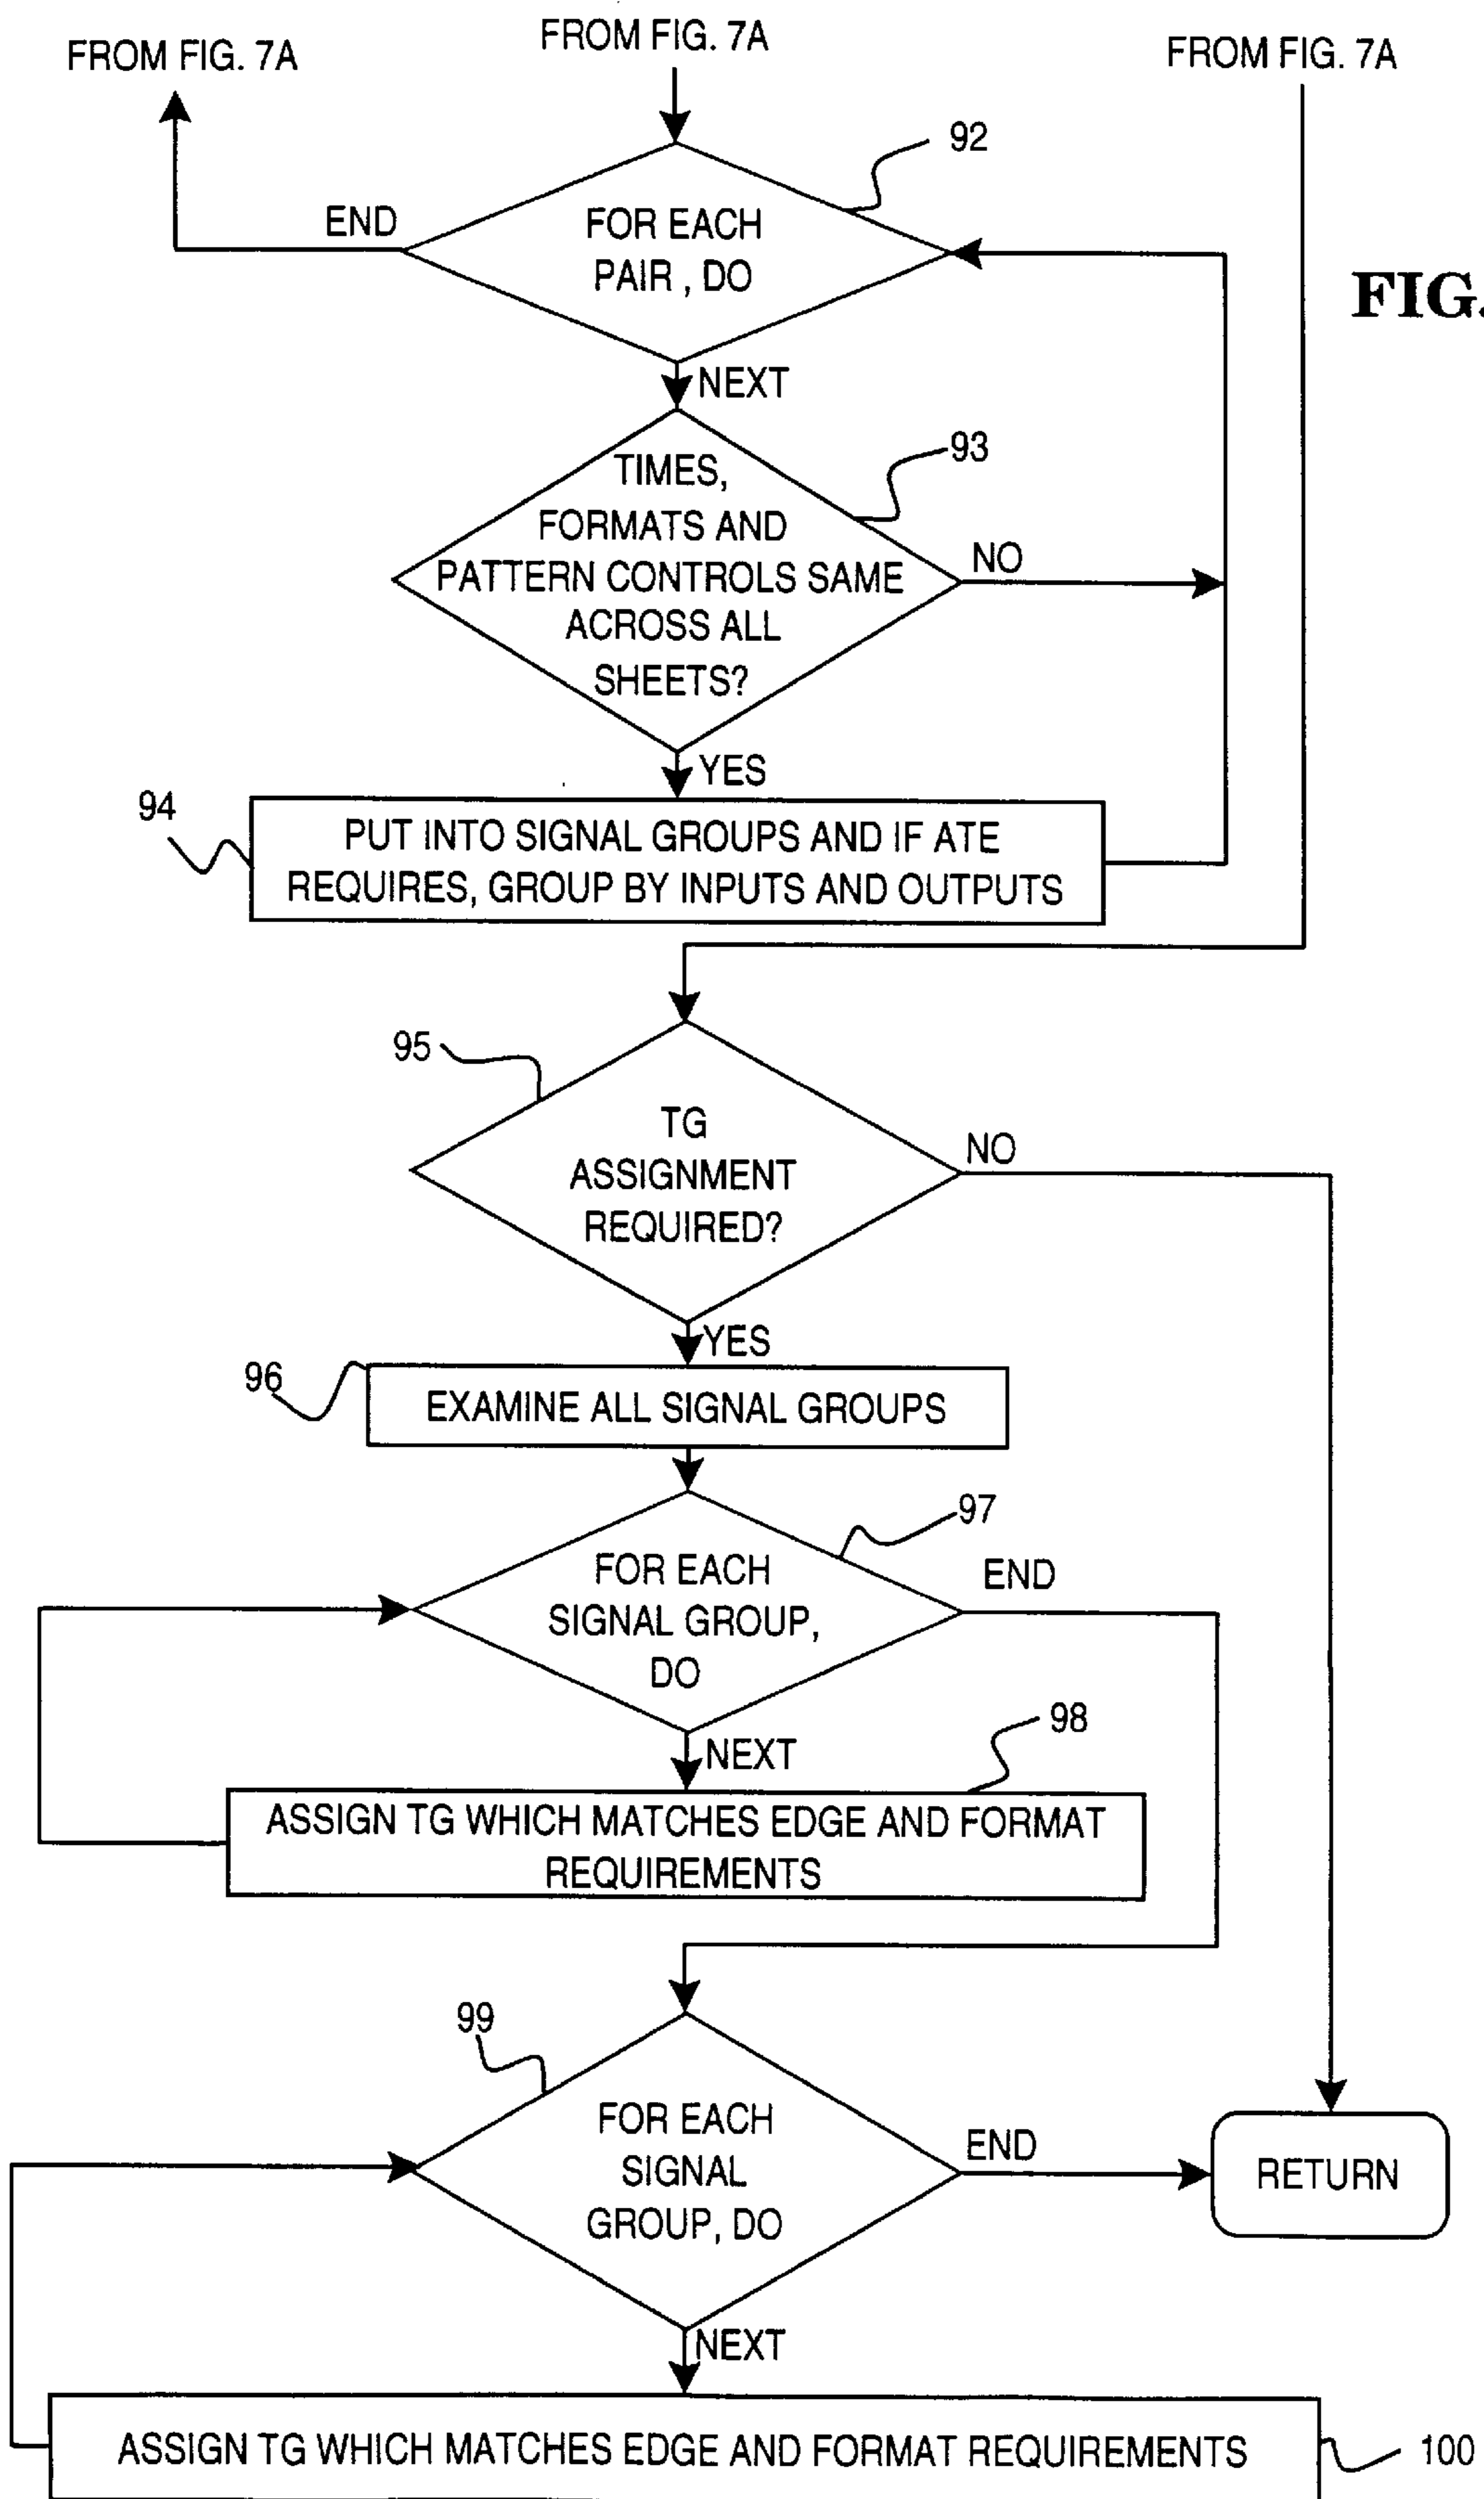 FROM FIG. 7A
FROM FIG. 7A
FROM FIG. 7A
92
END
FOR EACH
PAIR , DO
FIG.
NEXT
93
TIMES,
FORMATS AND
PATTERN CONTROLS SAME
ACROSS ALL
SHEETS?
NO
YES
94
PUT INTO SIGNAL GROUPS AND IF ATE
REQUIRES, GROUP BY INPUTS AND OUTPUTS
95
TG
ASSIGNMENT
REQUIRED?
NO
YES
96
EXAMINE ALL SIGNAL GROUPS
97
FOR EACH
SIGNAL GROUP,
DO
END
NEXT
98
ASSIGN TG WHICH MATCHES EDGE AND FORMAT
REQUIREMENTS
99
FOR EACH
SIGNAL
GROUP, DO
END
RETURN
NEXT
ASSIGN TG WHICH MATCHES EDGE AND FORMAT REQUIREMENTS
100